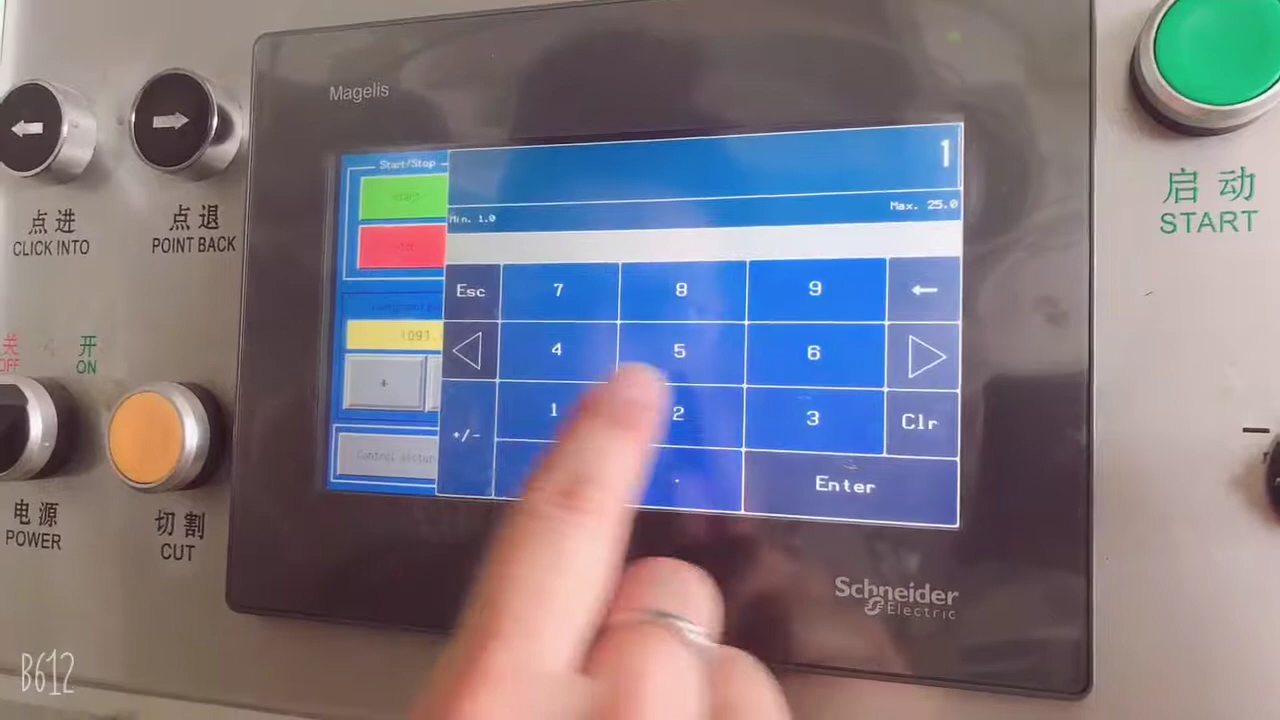 Magelis
Start/Stop
1
Min. 1.0
Max. 25.0
Esc
7
8
9
4
5
6
1
2
3
Clr
+/-
.
Enter
+
点进
CLICK INTO
点退
POINT BACK
启动
START
关
OFF
开
ON
电源
POWER
切割
CUT
Schneider
Electric
B612